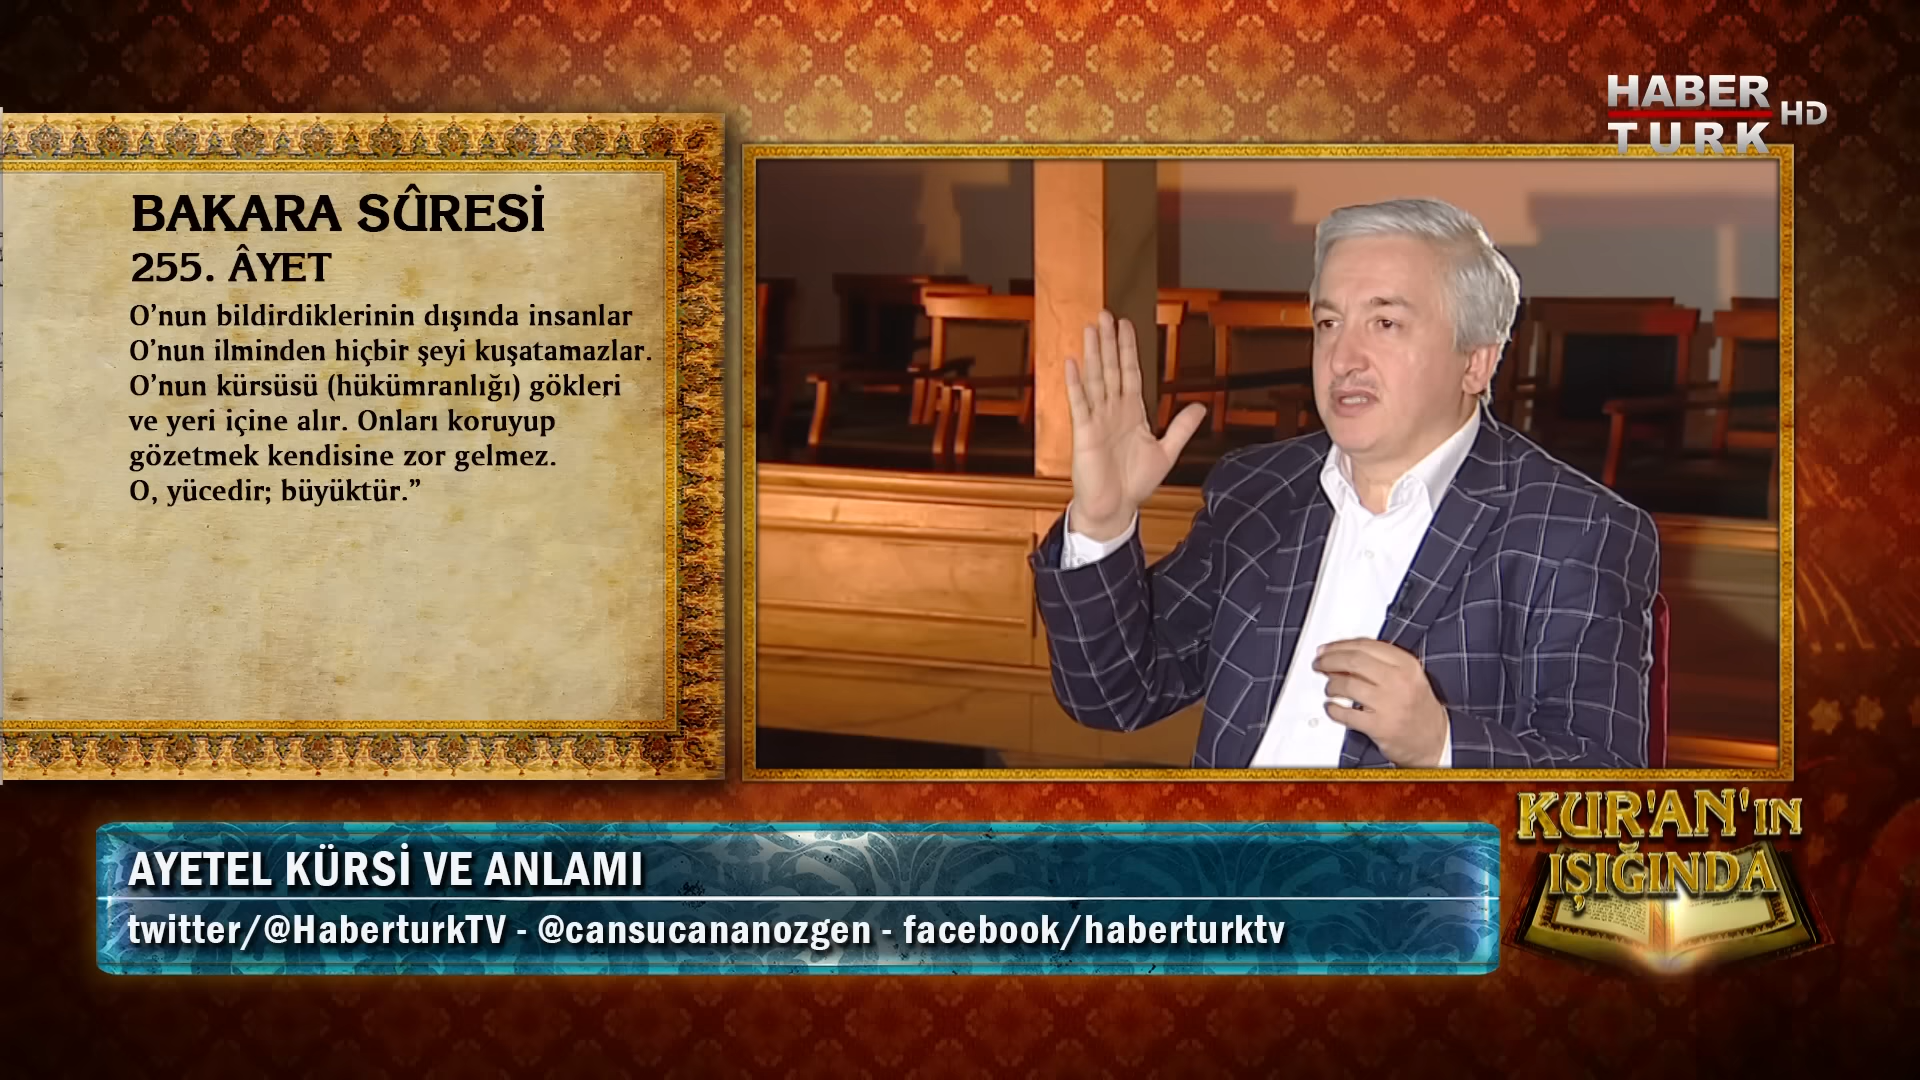 HABER
TURK HD
BAKARA SÛRESİ
255. ÂYET
O’nun bildirdiklerinin dışında insanlar
O’nun ilminden hiçbir şeyi kuşatamazlar.
O’nun kürsüsü (hükümranlığı) gökleri
ve yeri içine alır. Onları koruyup
gözetmek kendisine zor gelmez.
O, yücedir; büyüktür.”
KUR'AN'IN
IŞIĞINDA
AYETEL KÜRSİ VE ANLAMI
twitter/@HaberturkTV - @cansucananozgen - facebook/haberturktv